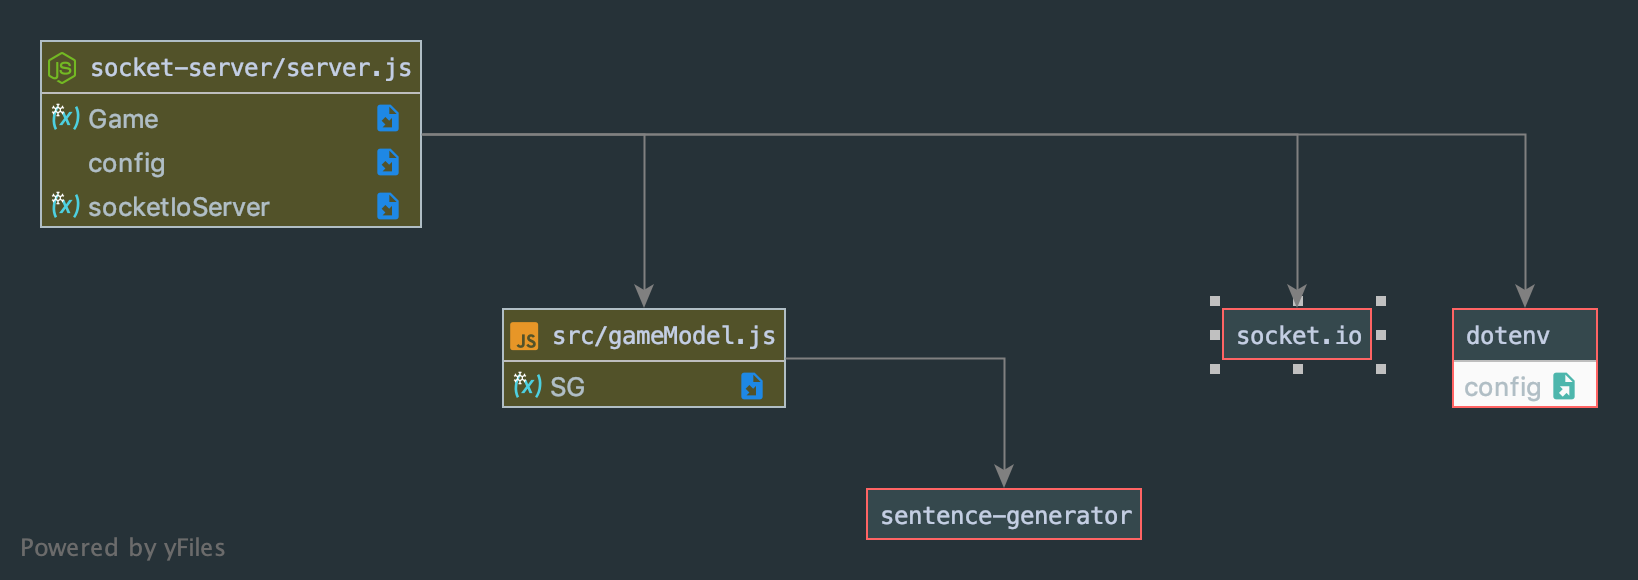 socket-server/server.js
Game
config
socketIoServer
JS src/gameModel.js
SG
socket.io
dotenv
config
sentence-generator
Powered by yFiles